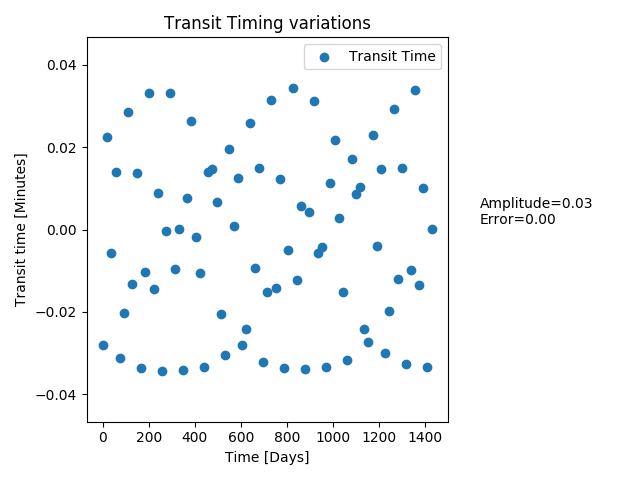 Transit Timing variations
Transit Time
0.04
0.02
0.00
−0.02
−0.04
Transit time [Minutes]
0 200 400 600 800 1000 1200 1400
Time [Days]
Amplitude=0.03
Error=0.00